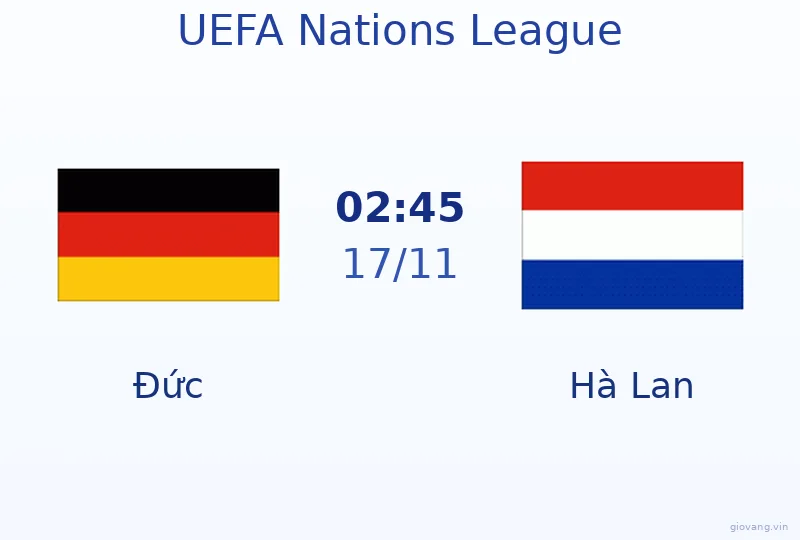 UEFA Nations League
02:45
17/11
Đức
Hà Lan
giovang.vin